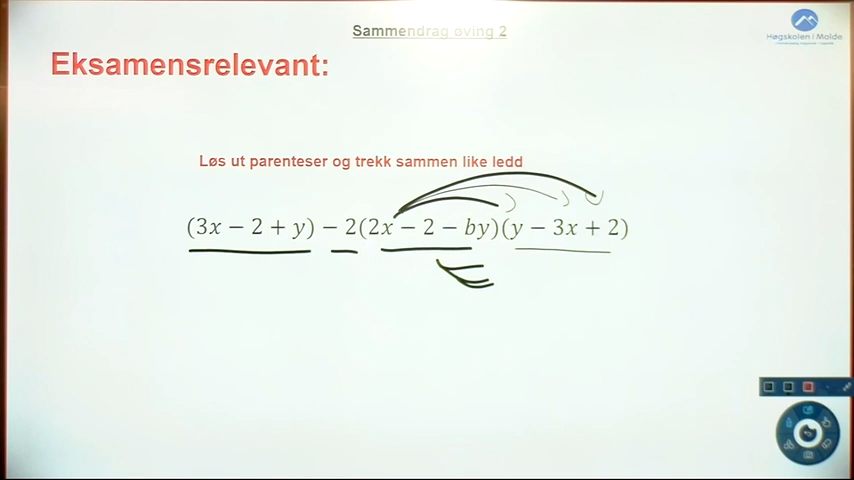 Sammendrag øving 2
Høgskolen i Molde
Eksamensrelevant:
Løs ut parenteser og trekk sammen like ledd
(3x − 2 + y) − 2(2x − 2 − by)(y − 3x + 2)